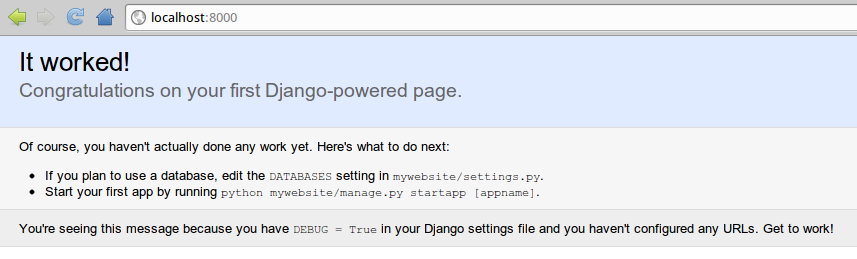 localhost:8000
It worked!
Congratulations on your first Django-powered page.
Of course, you haven't actually done any work yet. Here's what to do next:
If you plan to use a database, edit the DATABASES setting in mywebsite/settings.py.
Start your first app by running python mywebsite/manage.py startapp [appname].
You're seeing this message because you have DEBUG = True in your Django settings file and you haven't configured any URLs. Get to work!